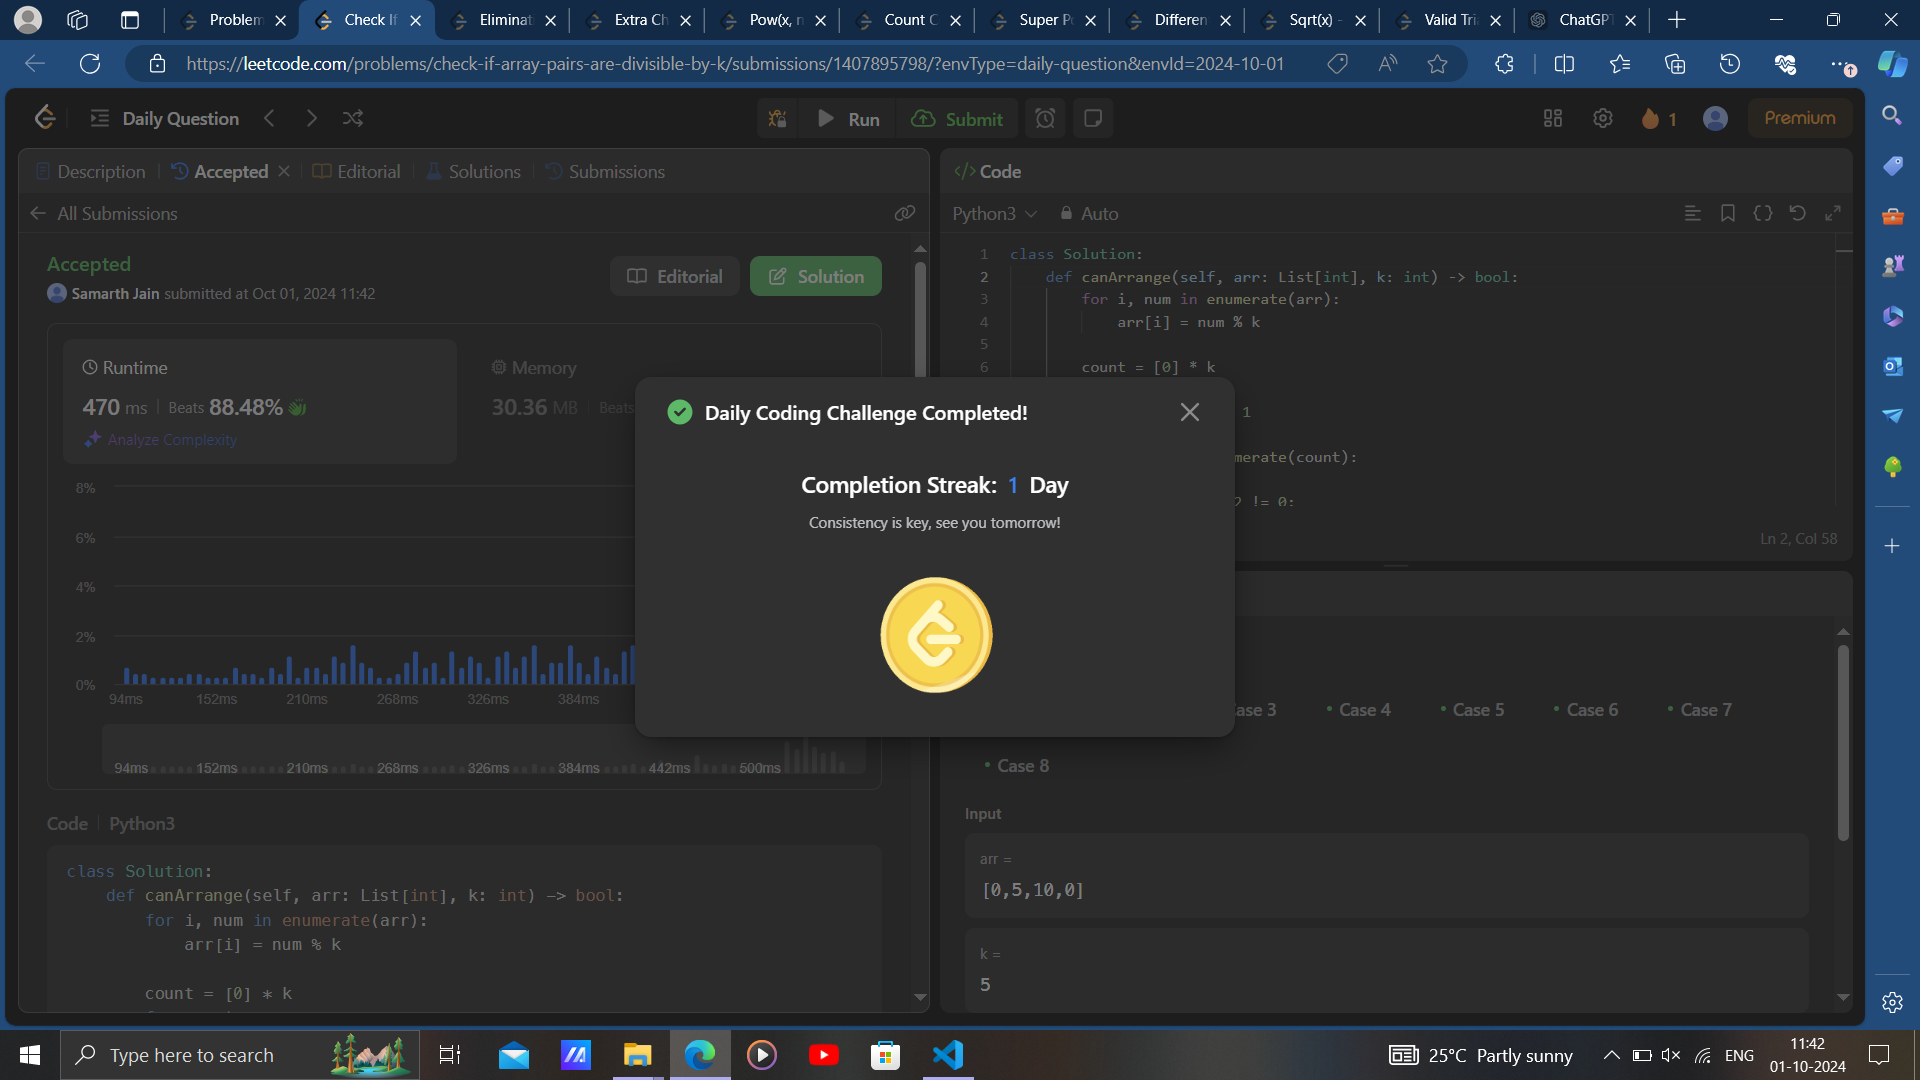 Problem
Check If
Eliminat
Extra Ch
Pow(x, n
Count C
Super P
Differen
Sqrt(x) -
Valid Tri
ChatGPT
https://leetcode.com/problems/check-if-array-pairs-are-divisible-by-k/submissions/1407895798/?envType=daily-question&envId=2024-10-01
Daily Question
Run
Submit
1
Premium
Description
Accepted
Editorial
Solutions
Submissions
All Submissions
Accepted
Samarth Jain submitted at Oct 01, 2024 11:42
Editorial
Solution
Runtime
470 ms
Beats 88.48%
Analyze Complexity
Memory
30.36 MB
Beats
8%
6%
4%
2%
0%
94ms 152ms 210ms 268ms 326ms 384ms
94ms 152ms 210ms 268ms 326ms 384ms 442ms 500ms
Code
Python3
class Solution:
def canArrange(self, arr: List[int], k: int) -> bool:
for i, num in enumerate(arr):
arr[i] = num % k
count = [0] * k
Daily Coding Challenge Completed!
Completion Streak: 1 Day
Consistency is key, see you tomorrow!
Code
Python3
Auto
1 class Solution:
2 def canArrange(self, arr: List[int], k: int) -> bool:
3 for i, num in enumerate(arr):
4 arr[i] = num % k
5
6 count = [0] * k
1
merate(count):
2 != 0:
Ln 2, Col 58
ase 3
Case 4
Case 5
Case 6
Case 7
Case 8
Input
arr =
[0,5,10,0]
k =
5
Type here to search
25°C Partly sunny
ENG
11:42
01-10-2024